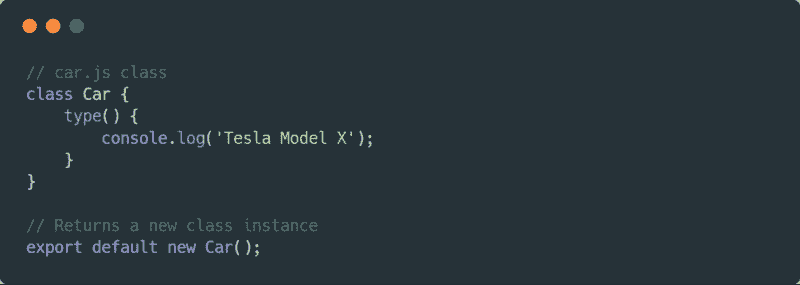 // car.js class
class Car {
    type() {
        console.log('Tesla Model X');
    }
}
// Returns a new class instance
export default new Car();